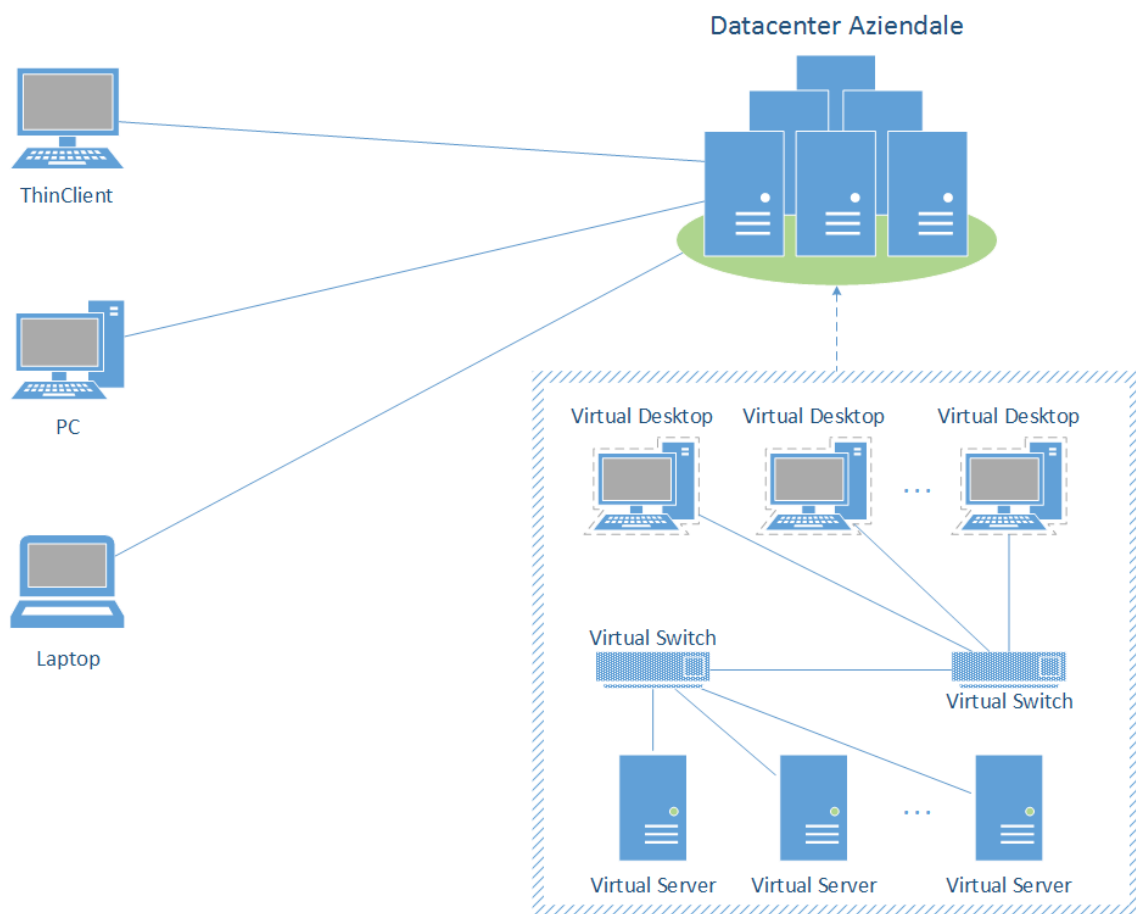 Datacenter Aziendale
ThinClient
PC
Laptop
Virtual Desktop
Virtual Desktop
Virtual Desktop
...
Virtual Switch
Virtual Switch
...
Virtual Server
Virtual Server
Virtual Server